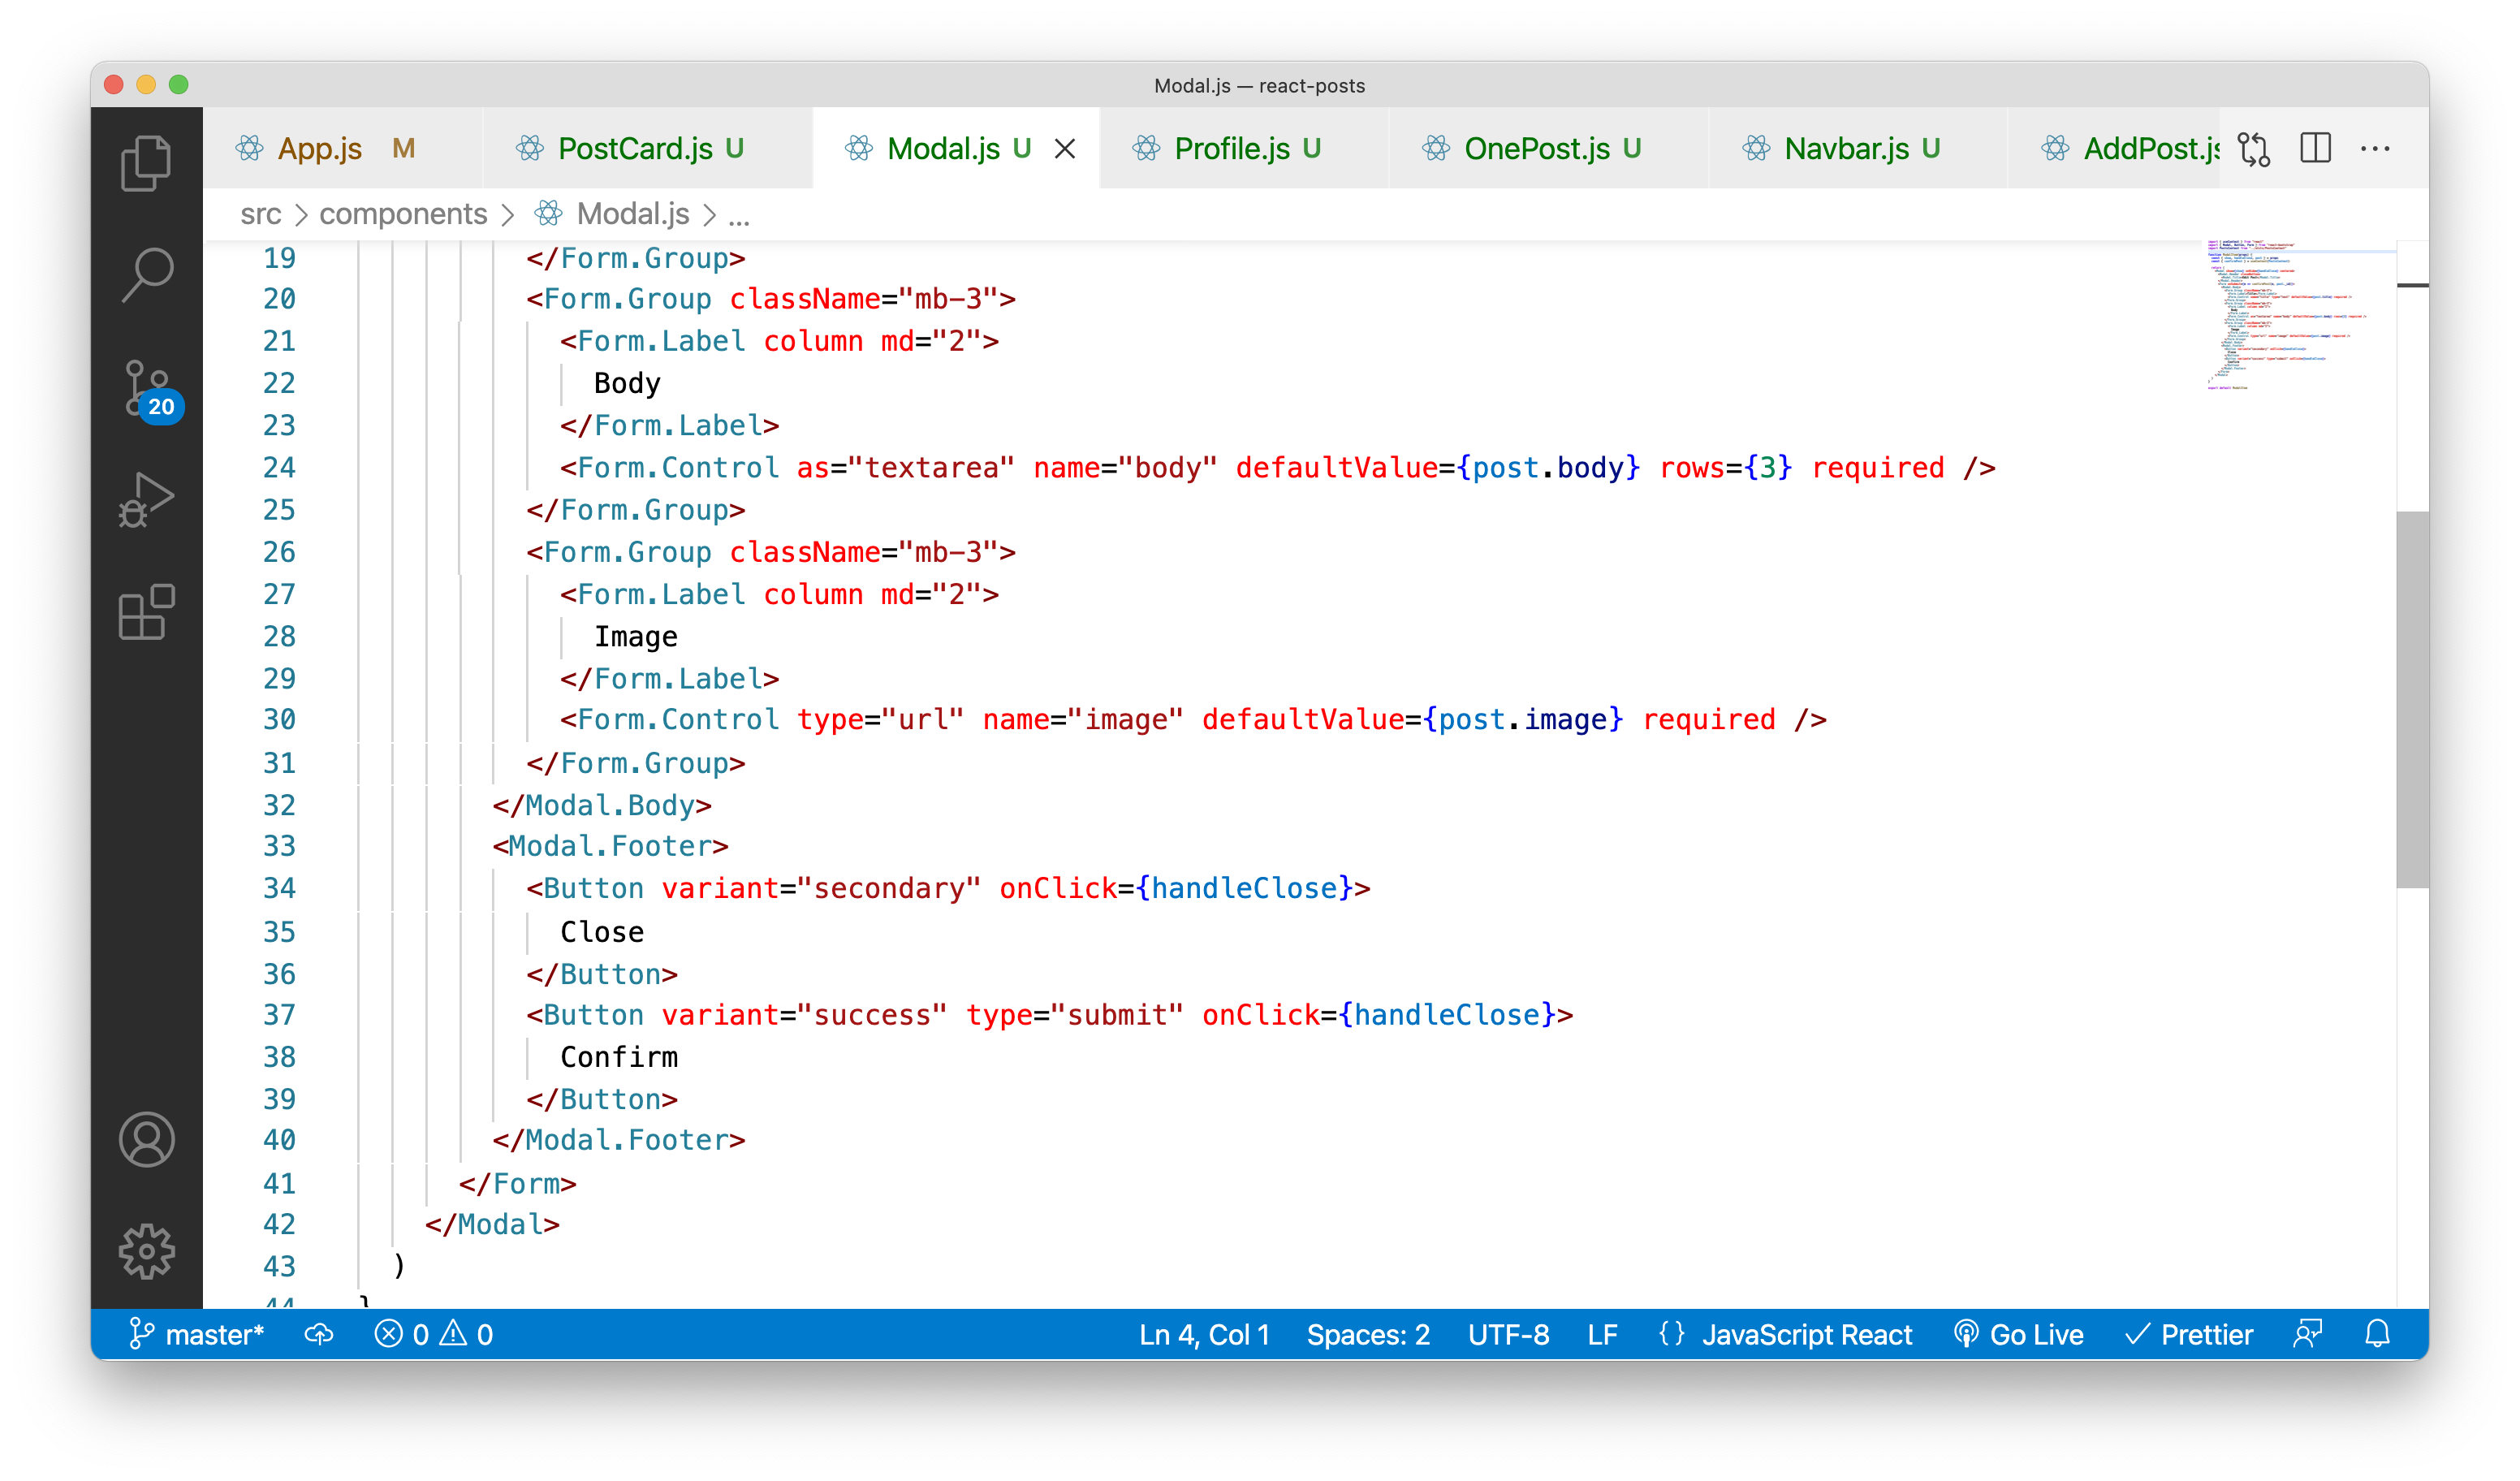 Modal.js — react-posts
App.js M PostCard.js U Modal.js U Profile.js U OnePost.js U Navbar.js U AddPost.js
src > components > Modal.js > ...
19 </Form.Group>
20 <Form.Group className="mb-3">
21 <Form.Label column md="2">
22 Body
23 </Form.Label>
24 <Form.Control as="textarea" name="body" defaultValue={post.body} rows={3} required />
25 </Form.Group>
26 <Form.Group className="mb-3">
27 <Form.Label column md="2">
28 Image
29 </Form.Label>
30 <Form.Control type="url" name="image" defaultValue={post.image} required />
31 </Form.Group>
32 </Modal.Body>
33 <Modal.Footer>
34 <Button variant="secondary" onClick={handleClose}>
35 Close
36 </Button>
37 <Button variant="success" type="submit" onClick={handleClose}>
38 Confirm
39 </Button>
40 </Modal.Footer>
41 </Form>
42 </Modal>
43 )
44 }
20
master* 0 0 Ln 4, Col 1 Spaces: 2 UTF-8 LF {} JavaScript React Go Live Prettier